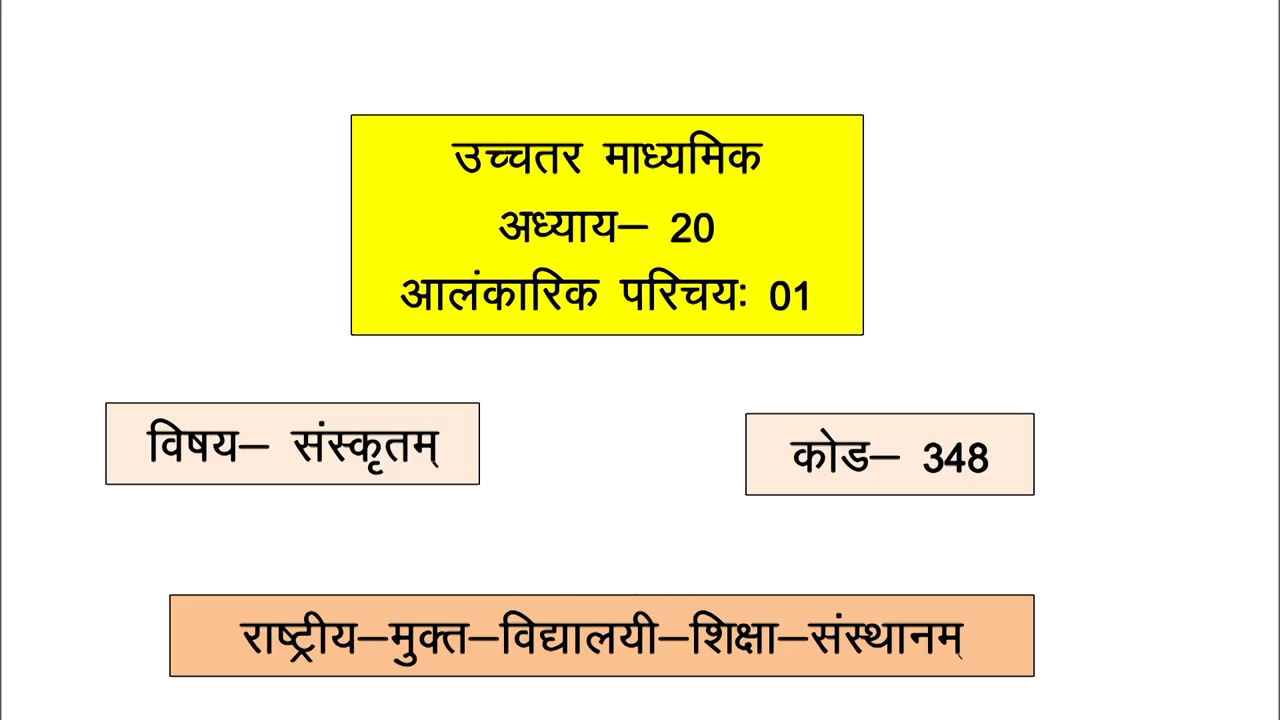 उच्चतर माध्यमिक
अध्याय– 20
आलंकारिक परिचयः 01
विषय– संस्कृतम्
कोड– 348
राष्ट्रीय–मुक्त–विद्यालयी–शिक्षा–संस्थानम्